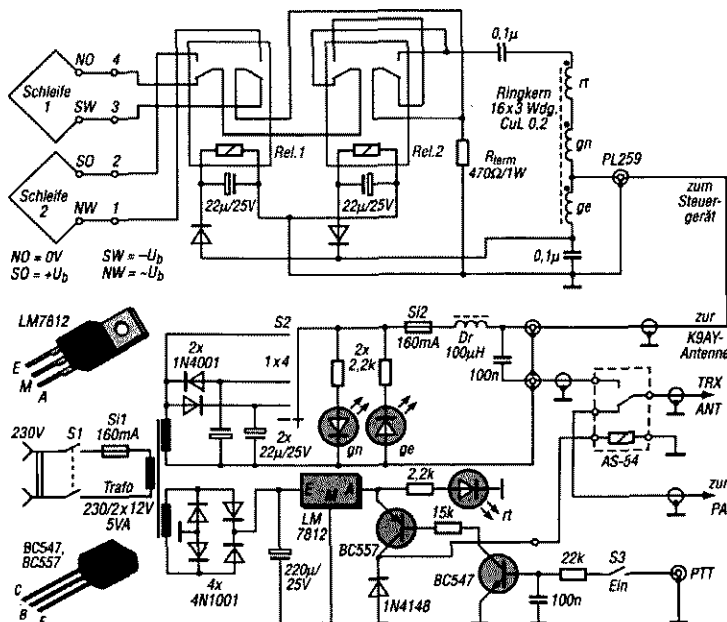 NO 4
Schleife
1
SW 3
SO 2
Schleife
2
NW 1
NO = 0V SW = –Ub
SO = +Ub NW = ~Ub
Rel.1
22µ/25V
Rel.2
22µ/25V
0,1µ
Ringkern
16x3 Wdg.
CuL 0,2
Rterm
470Ω/1W
rt
gn
ge
0,1µ
PL259
zum
Steuer-
gerät
LM7812
E
M
A
230V
S1
Si1
160mA
Trafo
230/2x12V
5VA
2x
1N4001
S2
1x4
2x
22µ/25V
2x
2,2k
gn
ge
Si2
160mA
Dr
100µH
100n
zur
K9AY-
Antenne
TRX
ANT
AS-54
zur
PA
BC547,
BC557
C
B
E
4x
4N1001
220µ/
25V
E M A
LM
7812
2,2k
rt
15k
BC557
BC547
1N4148
22k
100n
S3
Ein
PTT